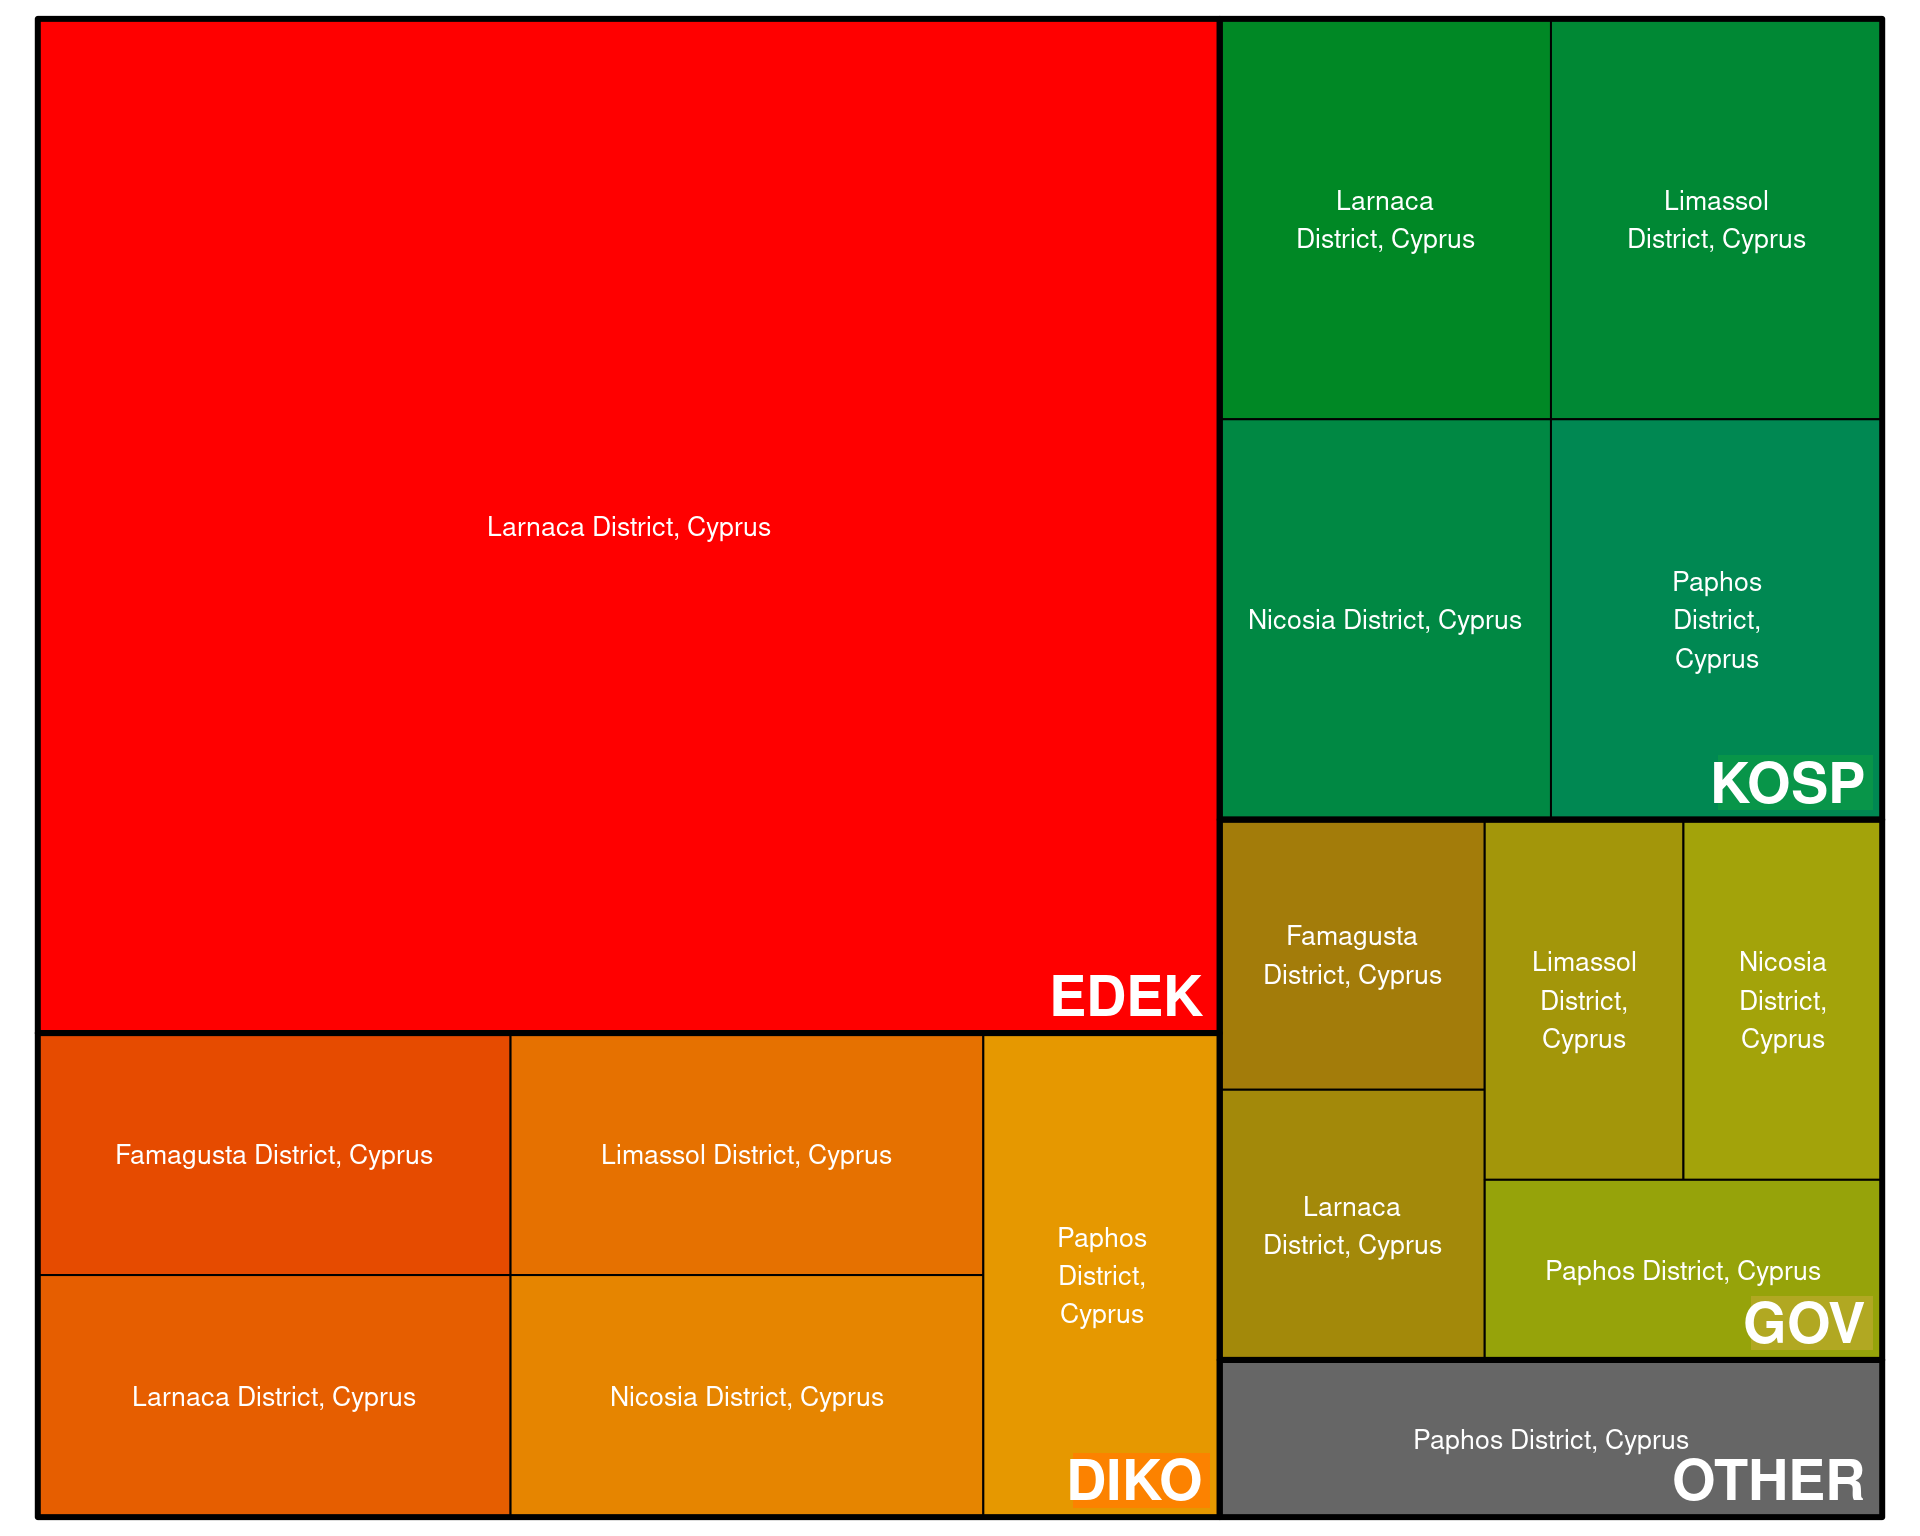 Larnaca District, Cyprus
EDEK
Famagusta District, Cyprus
Limassol District, Cyprus
Larnaca District, Cyprus
Nicosia District, Cyprus
Paphos
District,
Cyprus
DIKO
Larnaca
District, Cyprus
Limassol
District, Cyprus
Nicosia District, Cyprus
Paphos
District,
Cyprus
KOSP
Famagusta
District, Cyprus
Larnaca
District, Cyprus
Limassol
District,
Cyprus
Nicosia
District,
Cyprus
Paphos District, Cyprus
GOV
Paphos District, Cyprus
OTHER